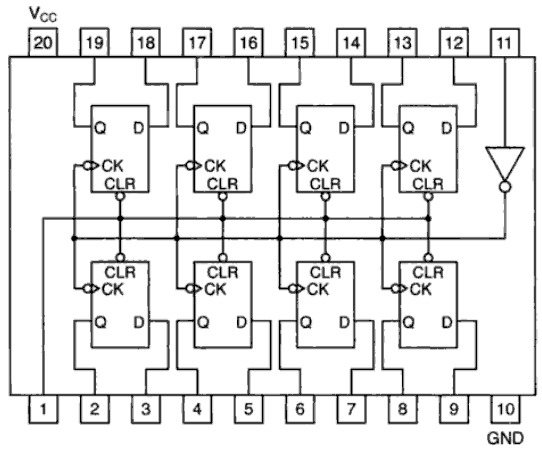 VCC
20 19 18 17 16 15 14 13 12 11
Q D Q D Q D Q D
CK CK CK CK
CLR CLR CLR CLR
CLR CLR CLR CLR
CK CK CK CK
Q D Q D Q D Q D
1 2 3 4 5 6 7 8 9 10
GND